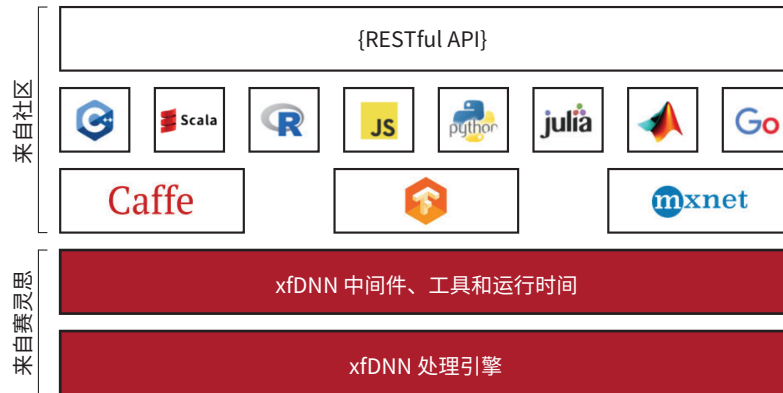 来自社区
{RESTful API}
C++
Scala
R
JS
python
julia
Go
Caffe
mxnet
来自赛灵思
xfDNN 中间件、工具和运行时间
xfDNN 处理引擎